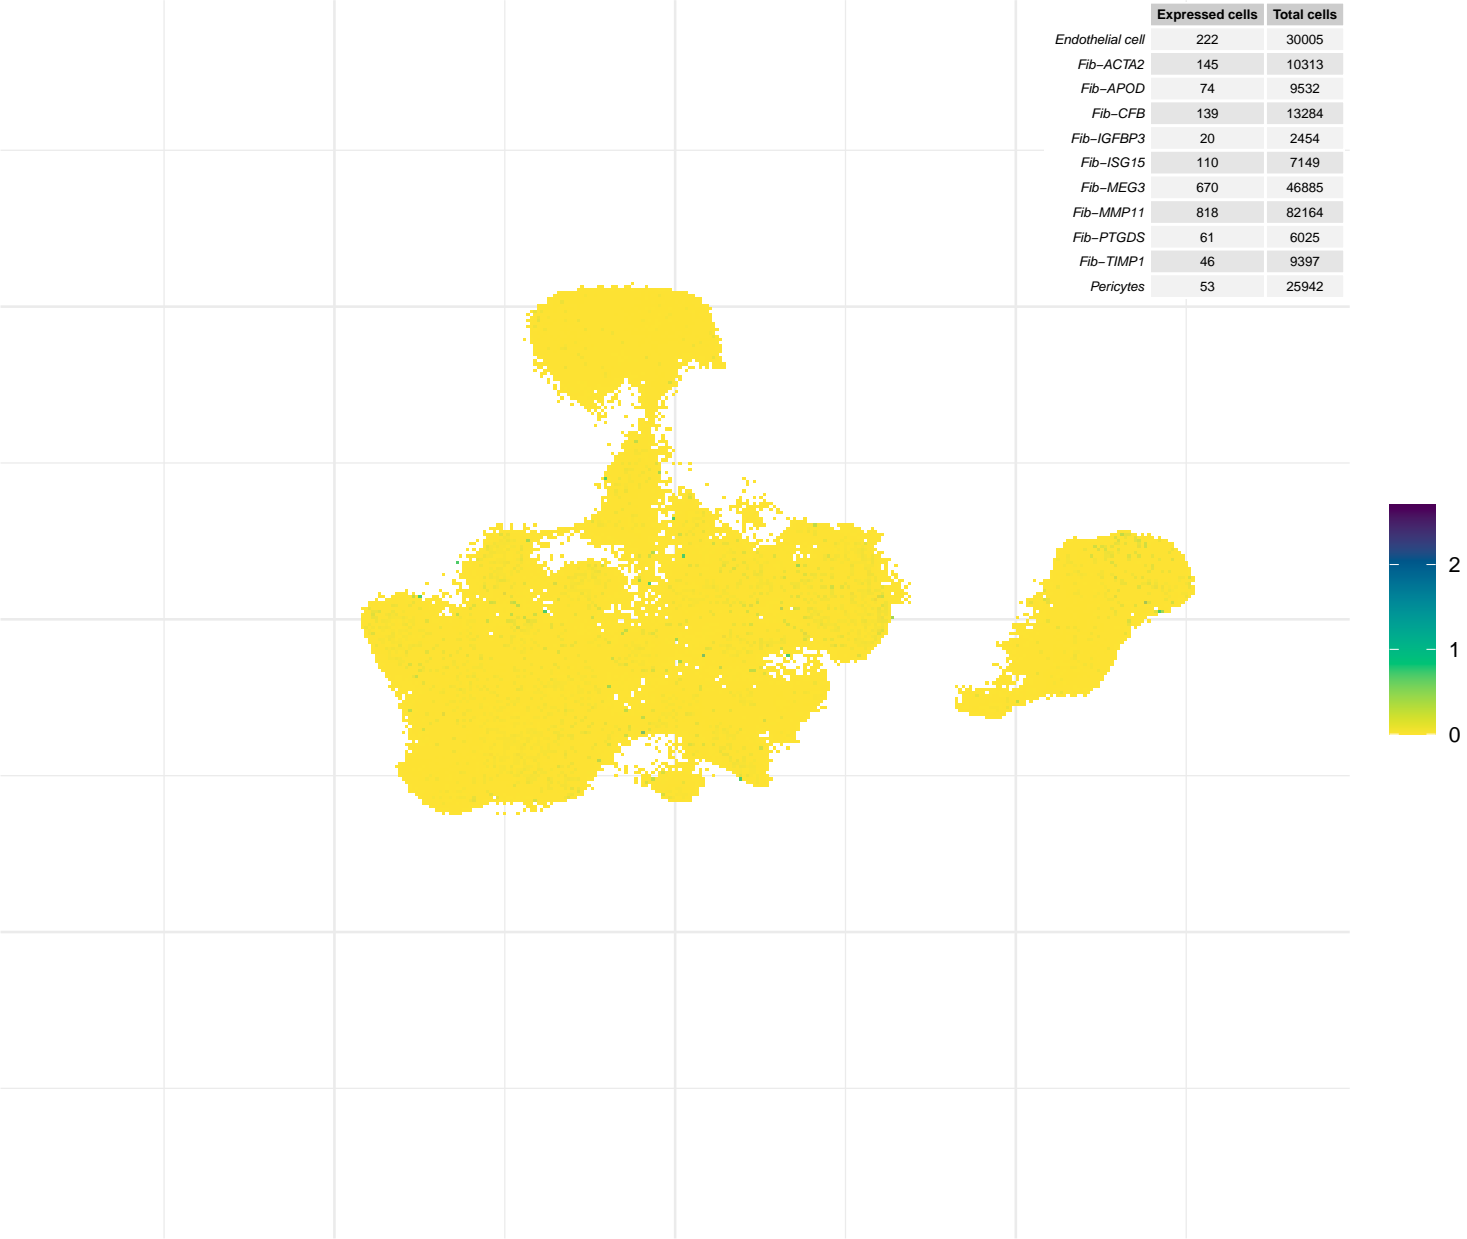 Expressed cells Total cells
Endothelial cell 222 30005
Fib−ACTA2 145 10313
Fib−APOD 74 9532
Fib−CFB 139 13284
Fib−IGFBP3 20 2454
Fib−ISG15 110 7149
Fib−MEG3 670 46885
Fib−MMP11 818 82164
Fib−PTGDS 61 6025
Fib−TIMP1 46 9397
Pericytes 53 25942
2
1
0